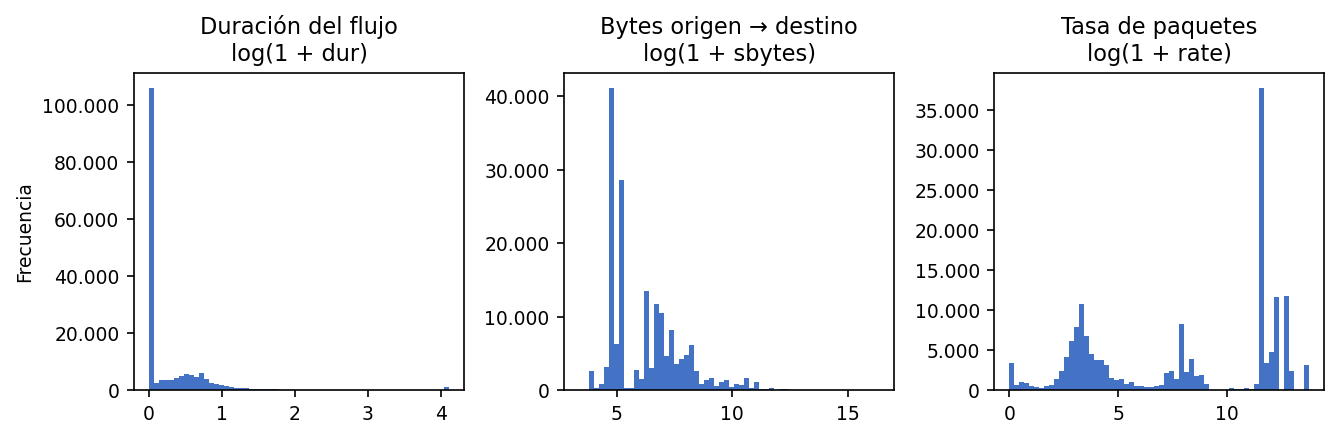 Duración del flujo
log(1 + dur)
Frecuencia
100.000
80.000
60.000
40.000
20.000
0
0 1 2 3 4
Bytes origen → destino
log(1 + sbytes)
40.000
30.000
20.000
10.000
0
5 10 15
Tasa de paquetes
log(1 + rate)
35.000
30.000
25.000
20.000
15.000
10.000
5.000
0
0 5 10